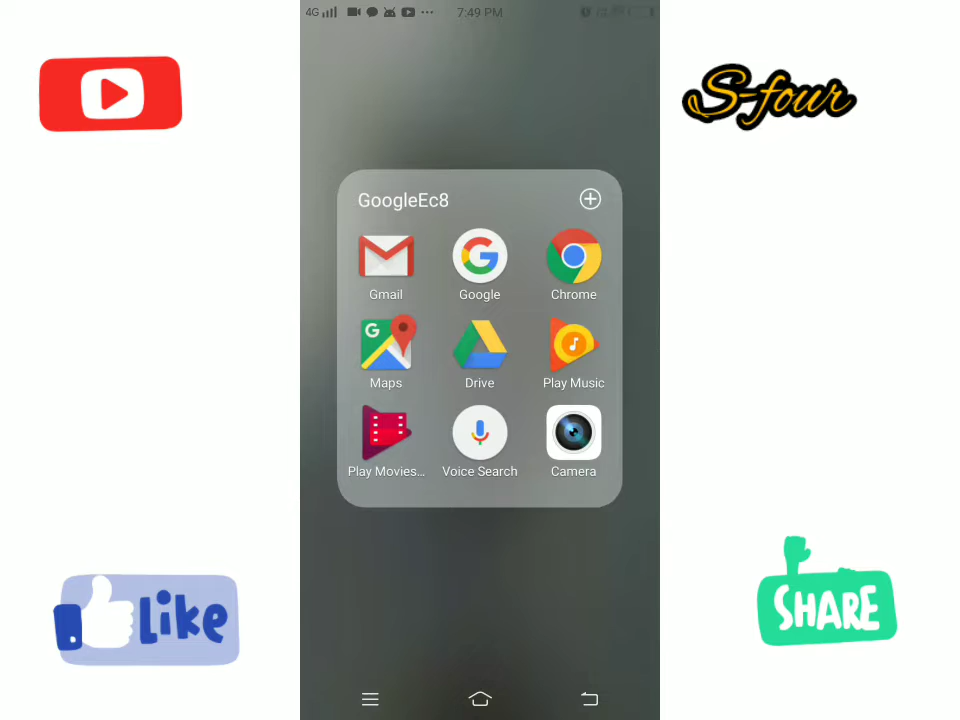 4G 7:49 PM
S-four
GoogleEc8
Gmail Google Chrome
Maps Drive Play Music
Play Movies... Voice Search Camera
Like
SHARE